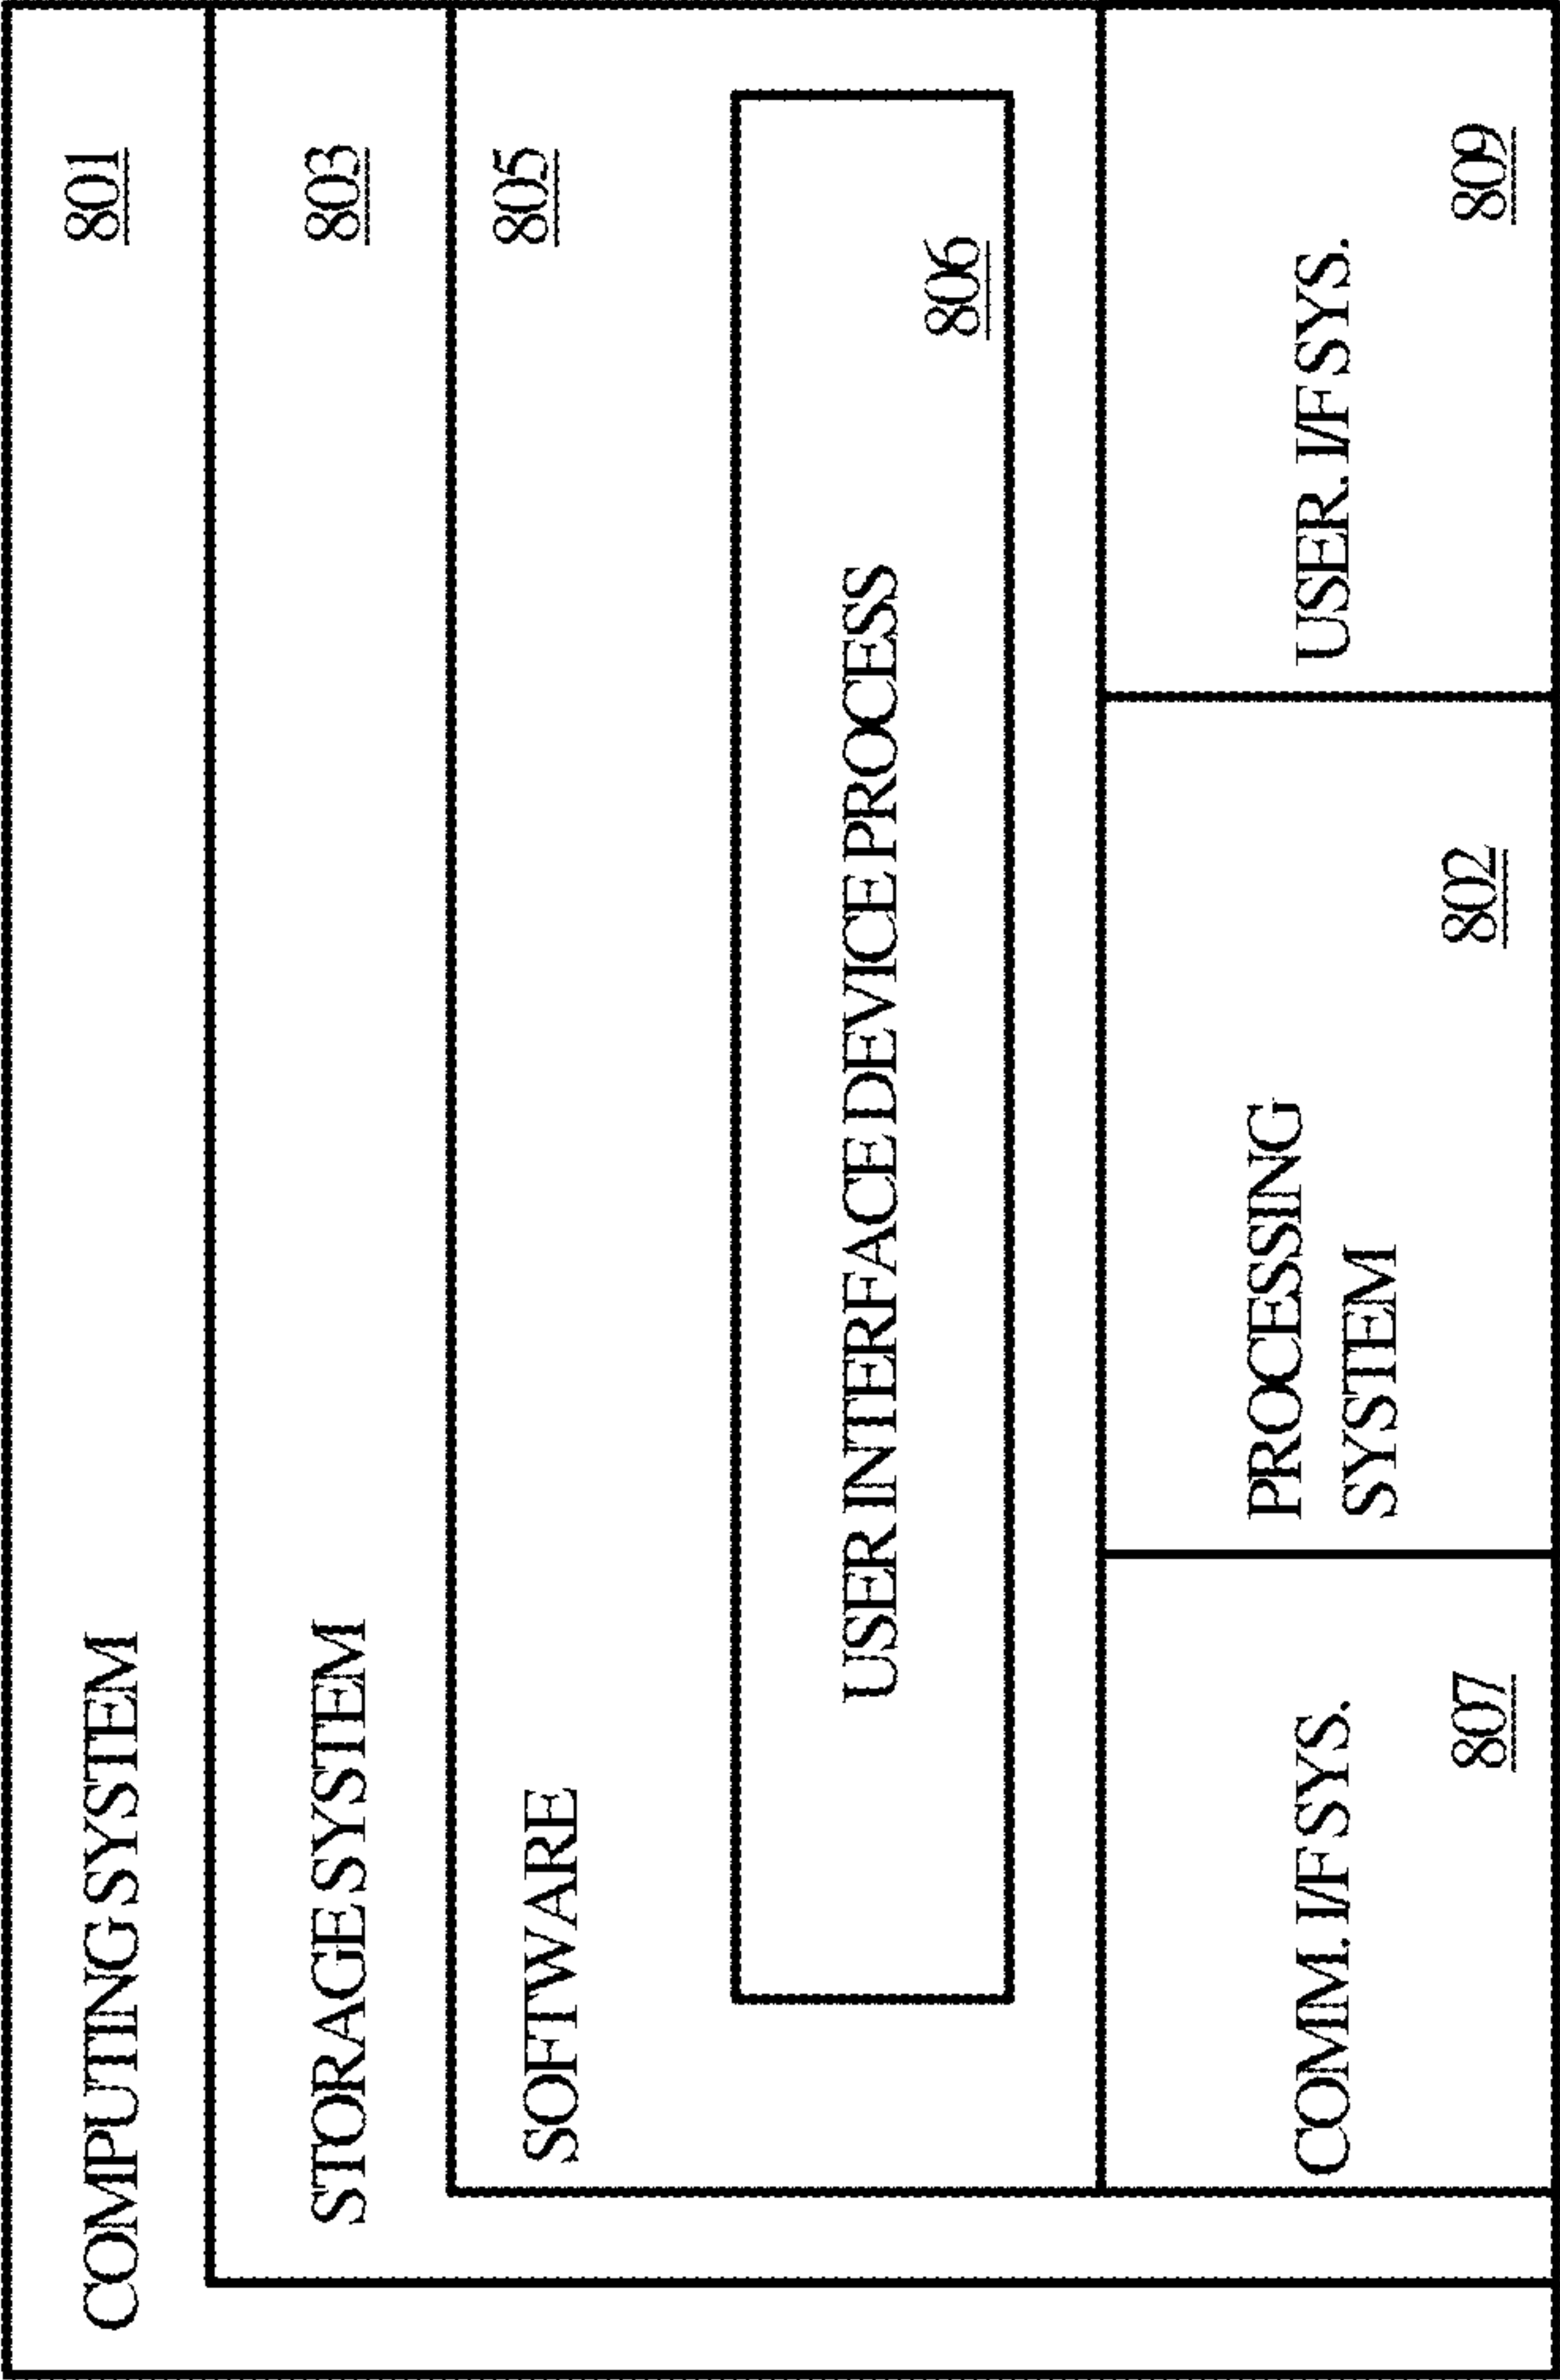 COMPUTING SYSTEM 801
STORAGE SYSTEM 803
SOFTWARE 805
USER INTERFACE DEVICE PROCESS
806
COMM. I/F SYS.
807
PROCESSING
SYSTEM
802
USER. I/F SYS.
809